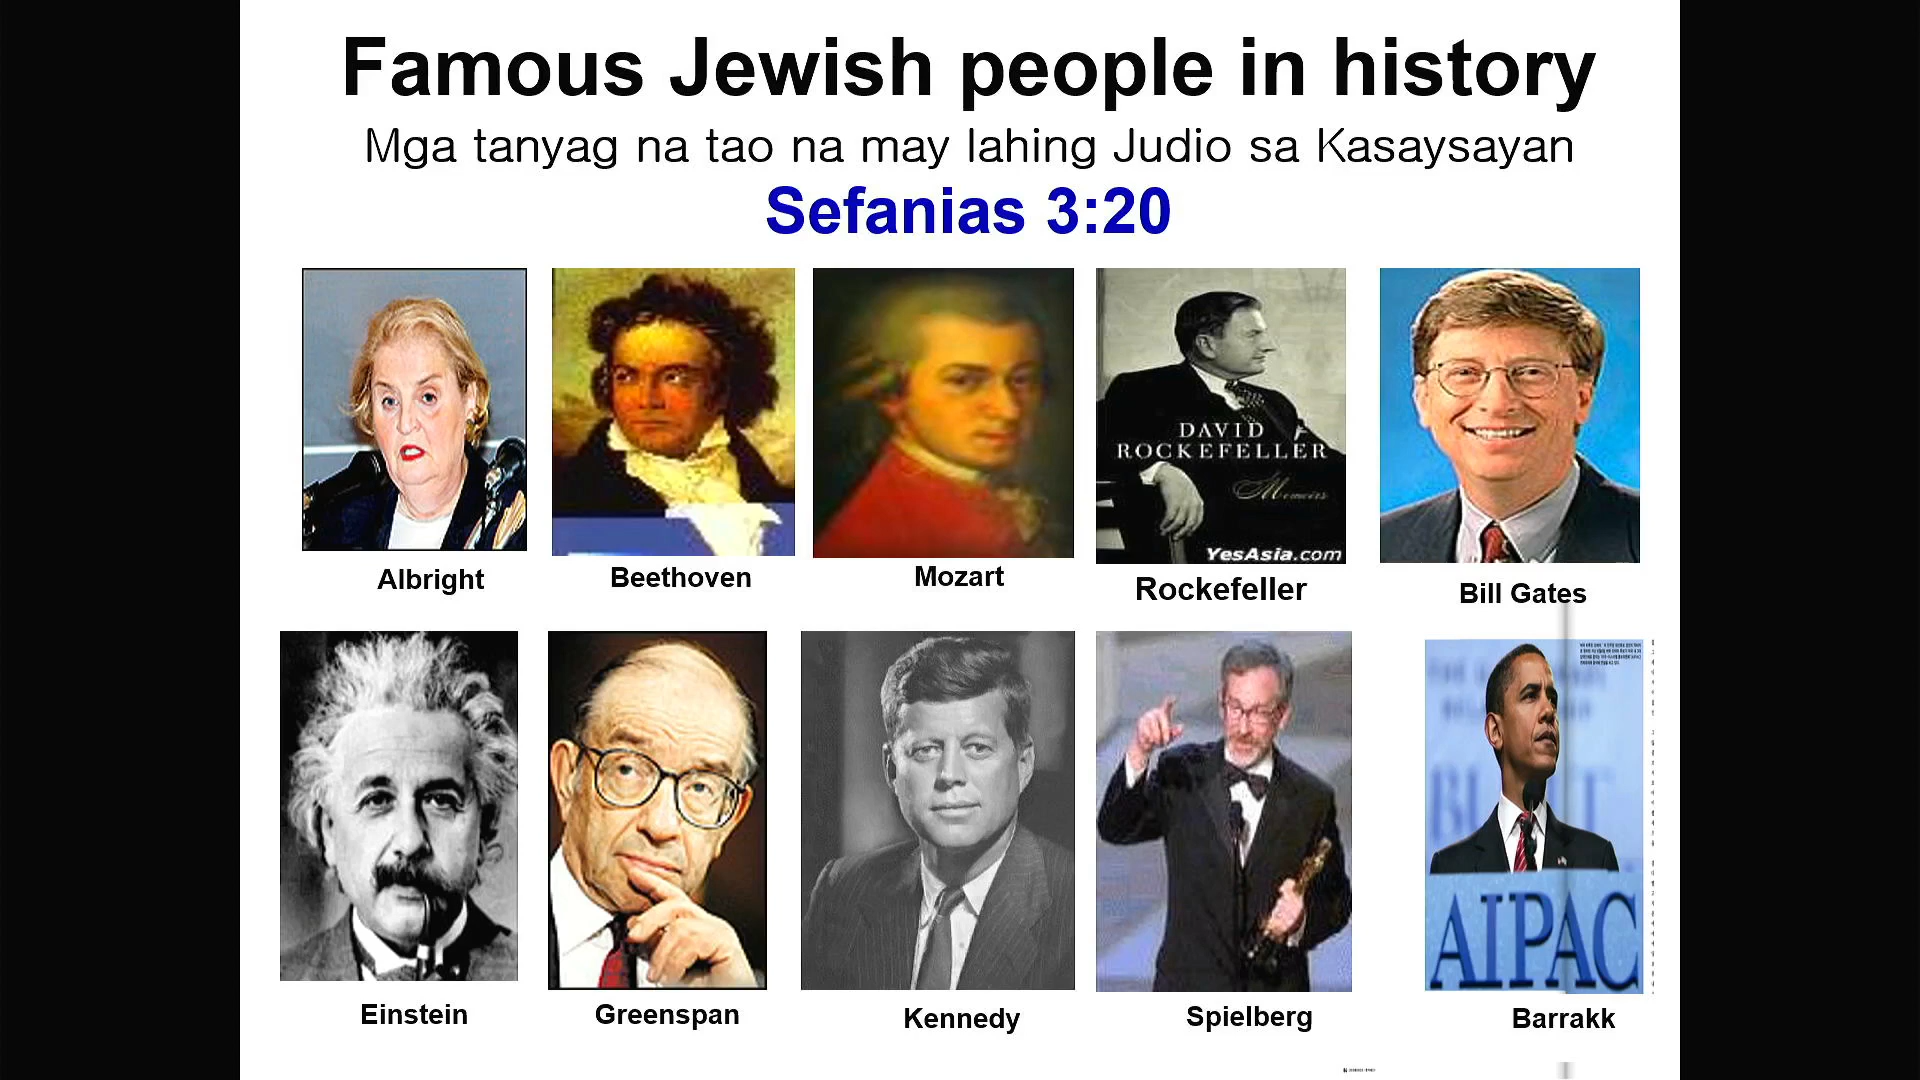 Famous Jewish people in history
Mga tanyag na tao na may lahing Judio sa Kasaysayan
Sefanias 3:20
DAVID
ROCKEFELLER
Memoirs
YesAsia.com
Albright
Beethoven
Mozart
Rockefeller
Bill Gates
AIPAC
Einstein
Greenspan
Kennedy
Spielberg
Barrakk